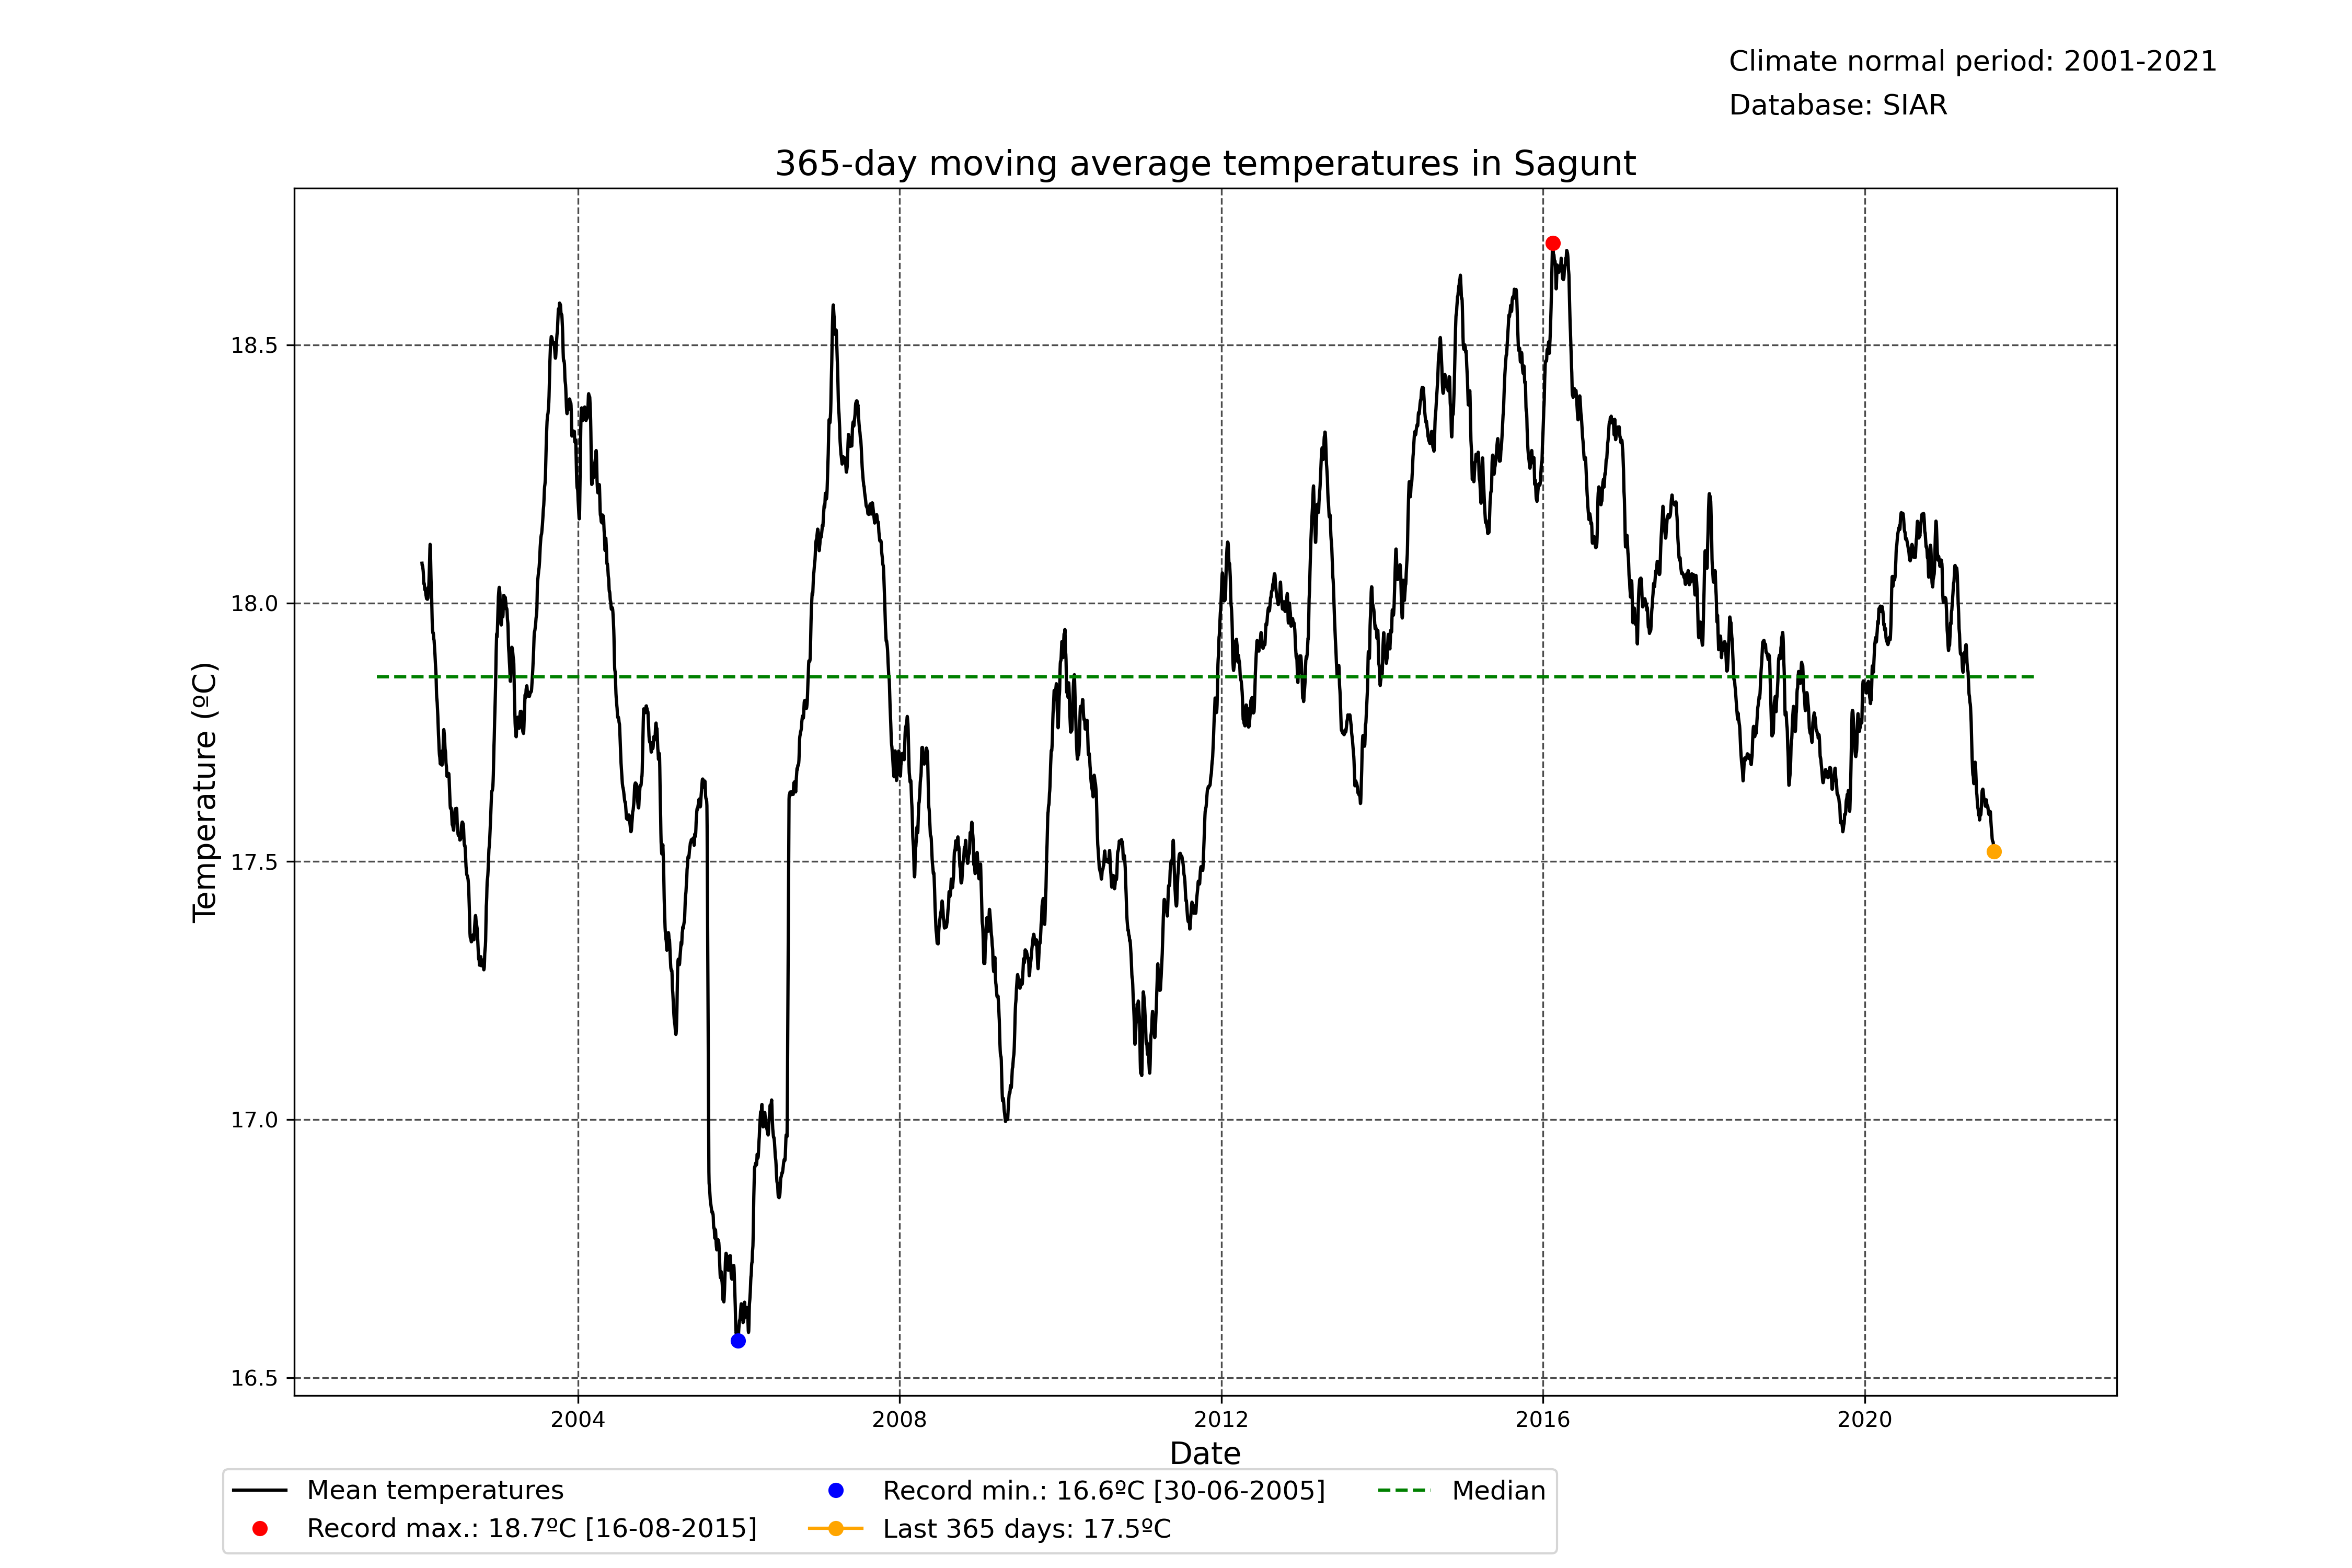 Climate normal period: 2001-2021
Database: SIAR
365-day moving average temperatures in Sagunt
Temperature (ºC)
18.5
18.0
17.5
17.0
16.5
2004
2008
2012
2016
2020
Date
Mean temperatures
Record max.: 18.7ºC [16-08-2015]
Record min.: 16.6ºC [30-06-2005]
Last 365 days: 17.5ºC
Median